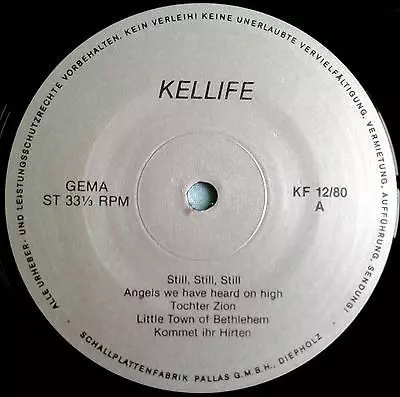 ALLE URHEBER- UND LEISTUNGSSCHUTZRECHTE VORBEHALTEN. KEIN VERLEIH! KEINE UNERLAUBTE VERVIELFÄLTIGUNG, VERMIETUNG, AUFFÜHRUNG, SENDUNG!
KELLIFE
GEMA
ST 33⅓ RPM
KF 12/80
A
Still, Still, Still
Angels we have heard on high
Tochter Zion
Little Town of Bethlehem
Kommet ihr Hirten
SCHALLPLATTENFABRIK PALLAS G.M.B.H., DIEPHOLZ